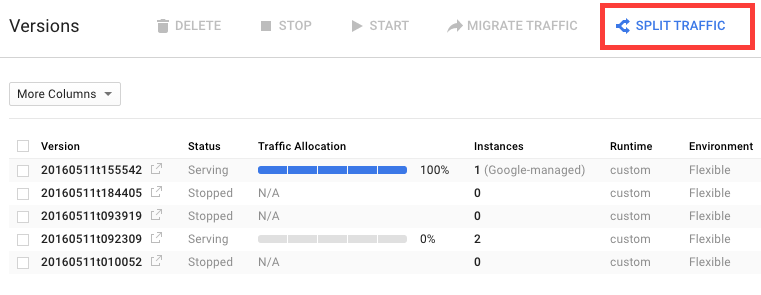 Versions DELETE STOP START MIGRATE TRAFFIC SPLIT TRAFFIC
More Columns
Version Status Traffic Allocation Instances Runtime Environment
20160511t155542 Serving 100% 1 (Google-managed) custom Flexible
20160511t184405 Stopped N/A 0 custom Flexible
20160511t093919 Stopped N/A 0 custom Flexible
20160511t092309 Serving 0% 2 custom Flexible
20160511t010052 Stopped N/A 0 custom Flexible